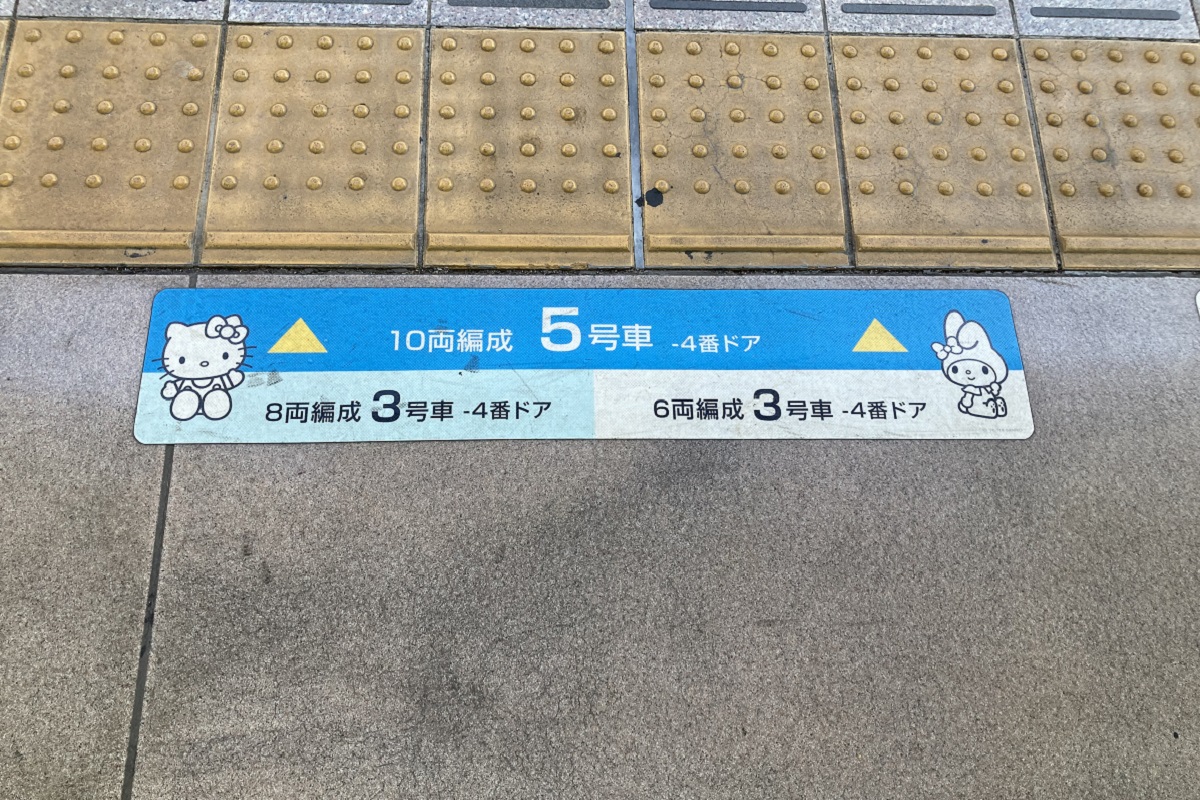 10両編成 5号車 -4番ドア
8両編成 3号車 -4番ドア
6両編成 3号車 -4番ドア